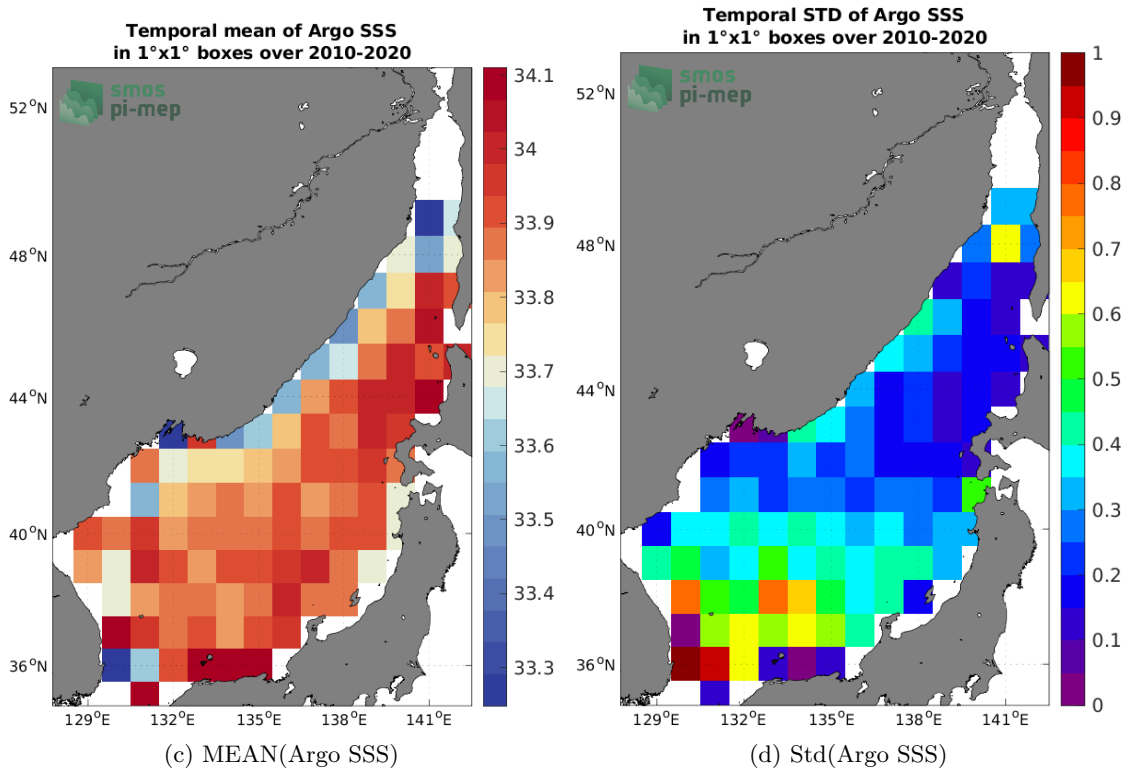 Temporal mean of Argo SSS
in 1°x1° boxes over 2010-2020
smos
pi-mep
52°N
48°N
44°N
40°N
36°N
129°E 132°E 135°E 138°E 141°E
34.1
34
33.9
33.8
33.7
33.6
33.5
33.4
33.3
(c) MEAN(Argo SSS)
Temporal STD of Argo SSS
in 1°x1° boxes over 2010-2020
smos
pi-mep
52°N
48°N
44°N
40°N
36°N
129°E 132°E 135°E 138°E 141°E
1
0.9
0.8
0.7
0.6
0.5
0.4
0.3
0.2
0.1
0
(d) Std(Argo SSS)